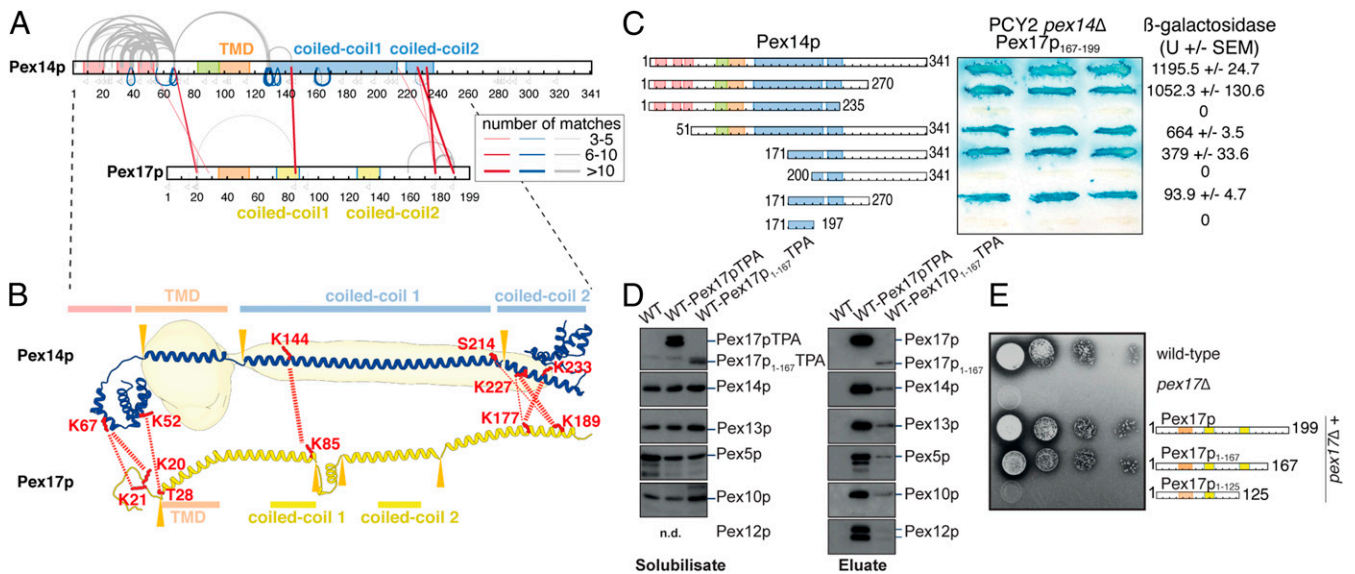 A
TMD
coiled-coil1
coiled-coil2
Pex14p
1 20 40 60 80 100 120 140 160 180 200 220 240 260 280 300 341
number of matches
3-5
6-10
>10
Pex17p
1 20 40 60 80 100 120 140 160 180 199
coiled-coil1
coiled-coil2
B
TMD
coiled-coil 1
coiled-coil 2
Pex14p
K144
S214
K233
K227
K67
K52
K177
K189
K85
K20
Pex17p
K21
T28
TMD
coiled-coil 1
coiled-coil 2
C
Pex14p
PCY2 pex14Δ
Pex17p167-199
ß-galactosidase
(U +/- SEM)
1 341 1195.5 +/- 24.7
1 270 1052.3 +/- 130.6
1 235 0
51 341 664 +/- 3.5
171 341 379 +/- 33.6
200 341 0
171 270 93.9 +/- 4.7
171 197 0
D
WT
WT-Pex17pTPA
WT-Pex17p1-167TPA
Pex17pTPA
Pex17p1-167TPA
Pex14p
Pex13p
Pex5p
Pex10p
n.d.
Pex12p
Solubilisate
WT
WT-Pex17pTPA
WT-Pex17p1-167TPA
Pex17p
Pex17p1-167
Pex14p
Pex13p
Pex5p
Pex10p
Pex12p
Eluate
E
wild-type
pex17Δ
Pex17p
1 199
Pex17p1-167
1 167
Pex17p1-125
1 125
pex17Δ +